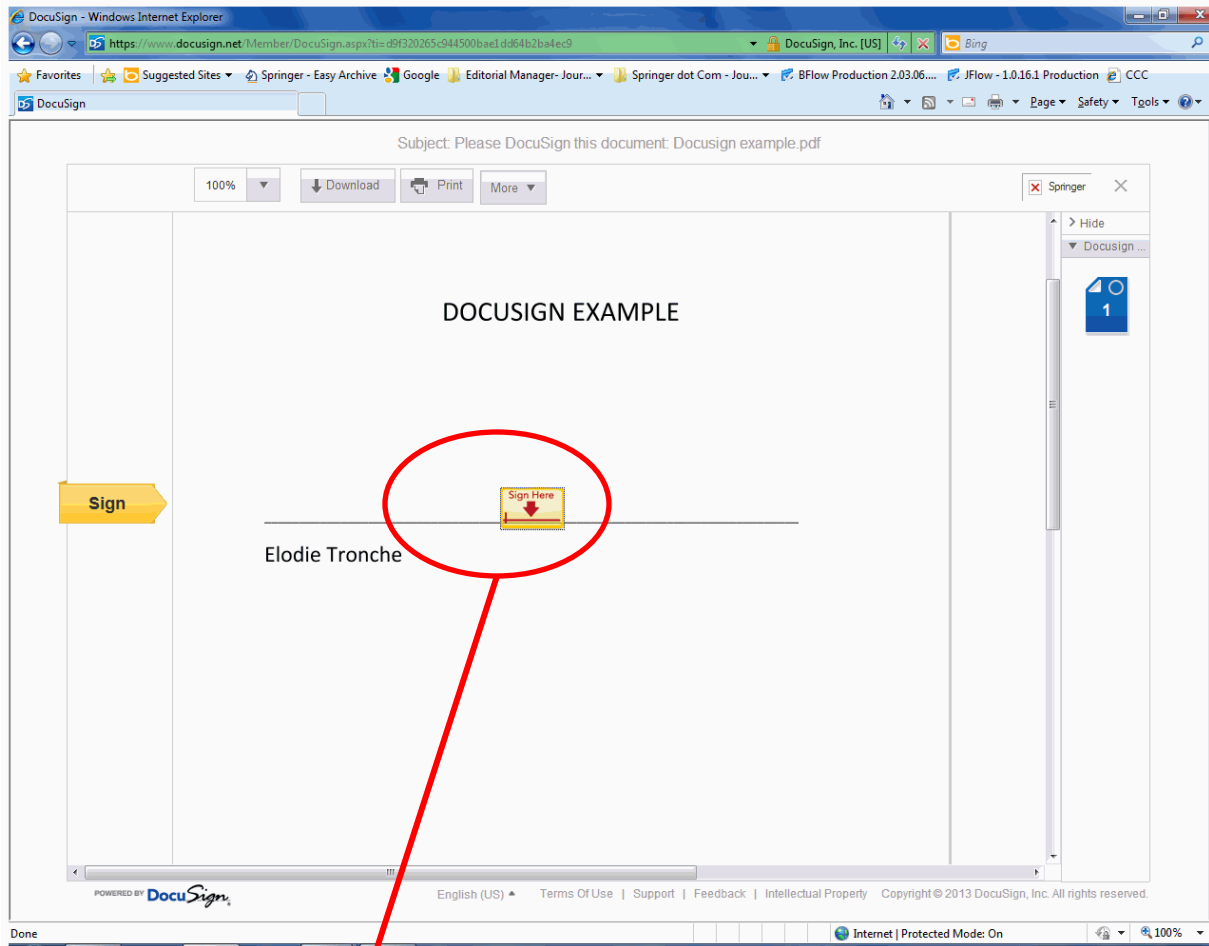 DocuSign - Windows Internet Explorer
https://www.docusign.net/Member/DocuSign.aspx?ti=d9f320265c944500bae1dd64b2ba4ec9 DocuSign, Inc. [US] Bing
Favorites Suggested Sites Springer - Easy Archive Google Editorial Manager- Jour... Springer dot Com - Jou... BFlow Production 2.03.06.... JFlow - 1.0.16.1 Production CCC
DocuSign Page Safety Tools
Subject: Please DocuSign this document: Docusign example.pdf
100% Download Print More Springer
Hide
Docusign ...
1
DOCUSIGN EXAMPLE
Sign Here
Sign
Elodie Tronche
POWERED BY DocuSign English (US) Terms Of Use | Support | Feedback | Intellectual Property Copyright © 2013 DocuSign, Inc. All rights reserved.
Done Internet | Protected Mode: On 100%